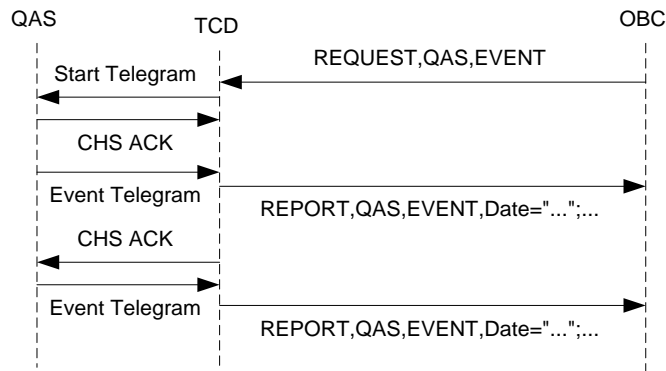 QAS
TCD
OBC
REQUEST,QAS,EVENT
Start Telegram
CHS ACK
Event Telegram
REPORT,QAS,EVENT,Date="...";...
CHS ACK
Event Telegram
REPORT,QAS,EVENT,Date="...";...